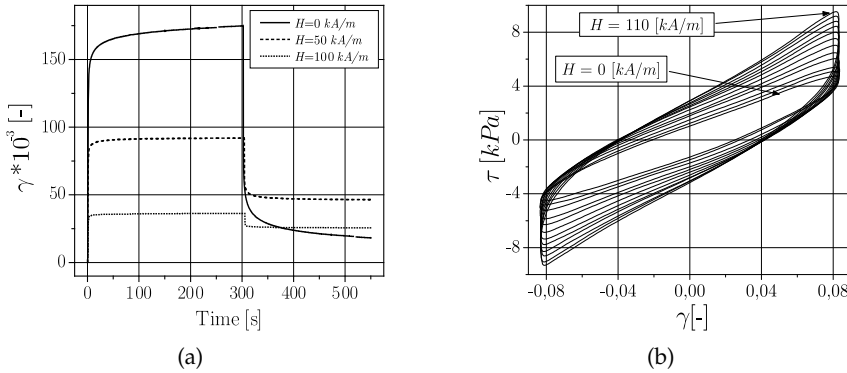 H=0 kA/m
H=50 kA/m
H=100 kA/m
150
100
50
0
γ*10⁻³ [-]
0 100 200 300 400 500
Time [s]
(a)
H = 110 [kA/m]
H = 0 [kA/m]
8
4
0
-4
-8
τ [kPa]
-0,08 -0,04 0,00 0,04 0,08
γ[-]
(b)